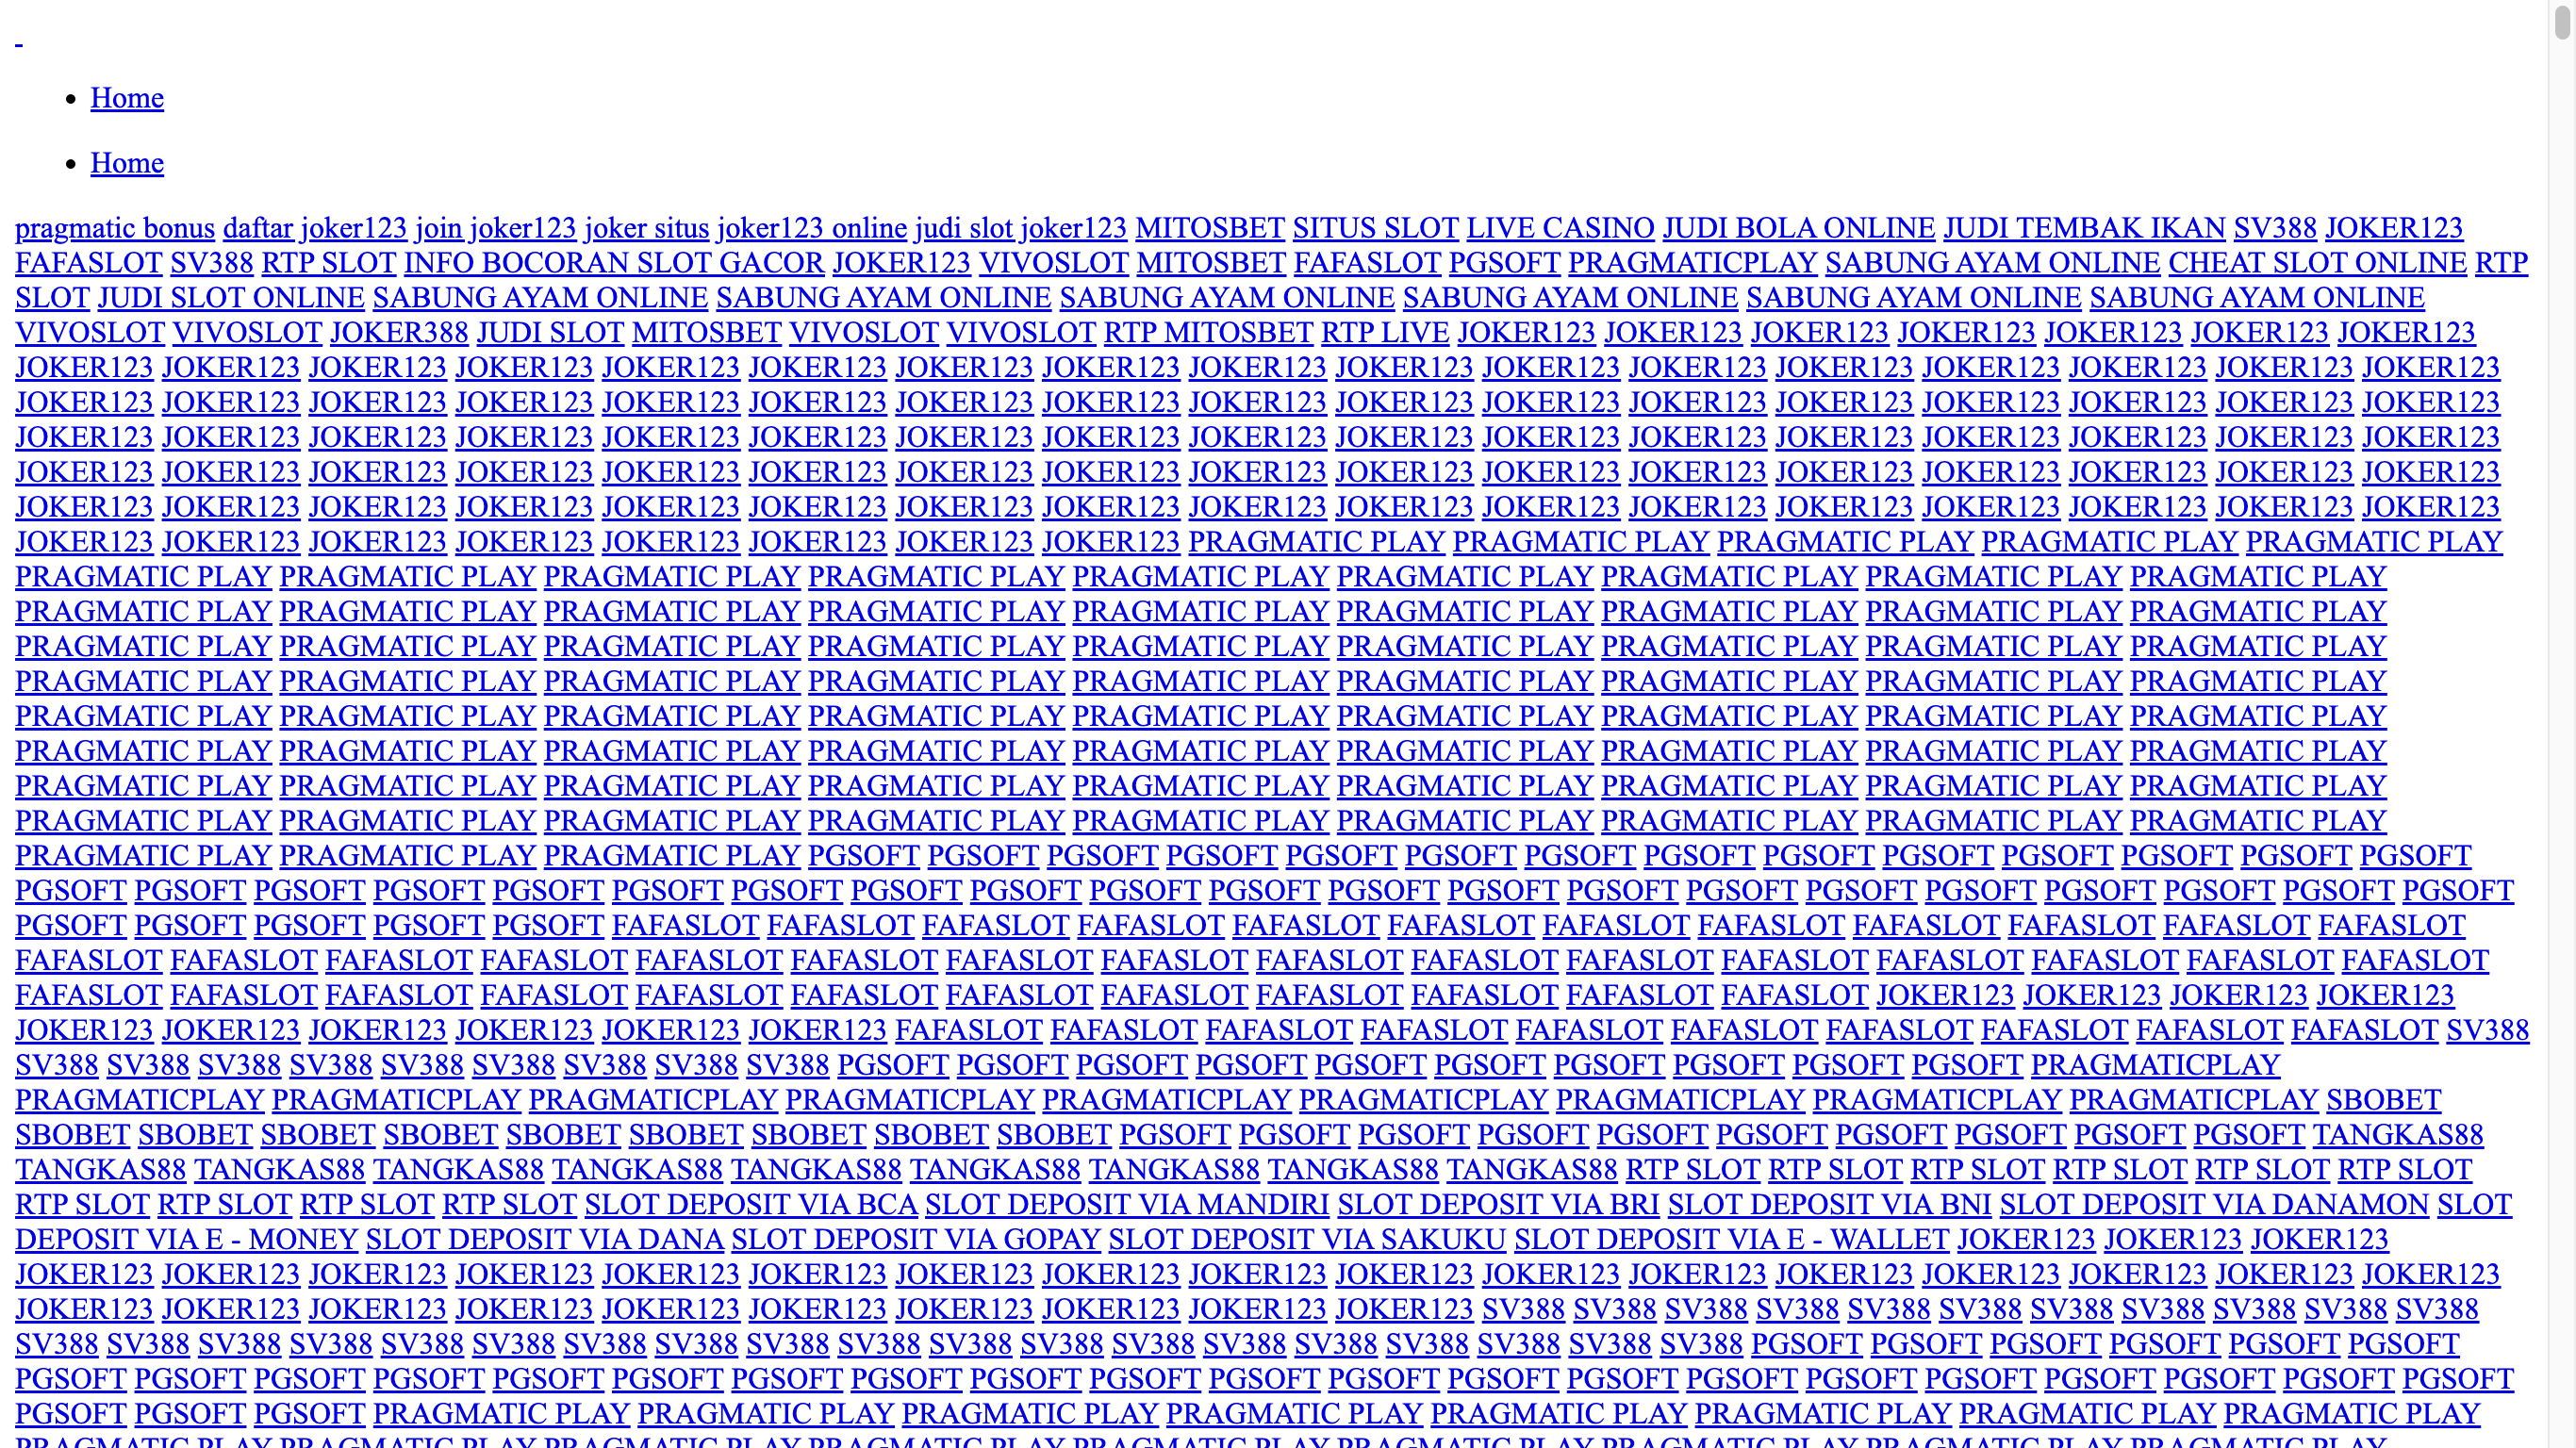 Home
Home
pragmatic bonus daftar joker123 join joker123 joker situs joker123 online judi slot joker123 MITOSBET SITUS SLOT LIVE CASINO JUDI BOLA ONLINE JUDI TEMBAK IKAN SV388 JOKER123
FAFASLOT SV388 RTP SLOT INFO BOCORAN SLOT GACOR JOKER123 VIVOSLOT MITOSBET FAFASLOT PGSOFT PRAGMATICPLAY SABUNG AYAM ONLINE CHEAT SLOT ONLINE RTP
SLOT JUDI SLOT ONLINE SABUNG AYAM ONLINE SABUNG AYAM ONLINE SABUNG AYAM ONLINE SABUNG AYAM ONLINE SABUNG AYAM ONLINE SABUNG AYAM ONLINE
VIVOSLOT VIVOSLOT JOKER388 JUDI SLOT MITOSBET VIVOSLOT VIVOSLOT RTP MITOSBET RTP LIVE JOKER123 JOKER123 JOKER123 JOKER123 JOKER123 JOKER123 JOKER123
JOKER123 JOKER123 JOKER123 JOKER123 JOKER123 JOKER123 JOKER123 JOKER123 JOKER123 JOKER123 JOKER123 JOKER123 JOKER123 JOKER123 JOKER123 JOKER123 JOKER123
JOKER123 JOKER123 JOKER123 JOKER123 JOKER123 JOKER123 JOKER123 JOKER123 JOKER123 JOKER123 JOKER123 JOKER123 JOKER123 JOKER123 JOKER123 JOKER123 JOKER123
JOKER123 JOKER123 JOKER123 JOKER123 JOKER123 JOKER123 JOKER123 JOKER123 JOKER123 JOKER123 JOKER123 JOKER123 JOKER123 JOKER123 JOKER123 JOKER123 JOKER123
JOKER123 JOKER123 JOKER123 JOKER123 JOKER123 JOKER123 JOKER123 JOKER123 JOKER123 JOKER123 JOKER123 JOKER123 JOKER123 JOKER123 JOKER123 JOKER123 JOKER123
JOKER123 JOKER123 JOKER123 JOKER123 JOKER123 JOKER123 JOKER123 JOKER123 JOKER123 JOKER123 JOKER123 JOKER123 JOKER123 JOKER123 JOKER123 JOKER123 JOKER123
JOKER123 JOKER123 JOKER123 JOKER123 JOKER123 JOKER123 JOKER123 JOKER123 PRAGMATIC PLAY PRAGMATIC PLAY PRAGMATIC PLAY PRAGMATIC PLAY PRAGMATIC PLAY
PRAGMATIC PLAY PRAGMATIC PLAY PRAGMATIC PLAY PRAGMATIC PLAY PRAGMATIC PLAY PRAGMATIC PLAY PRAGMATIC PLAY PRAGMATIC PLAY PRAGMATIC PLAY
PRAGMATIC PLAY PRAGMATIC PLAY PRAGMATIC PLAY PRAGMATIC PLAY PRAGMATIC PLAY PRAGMATIC PLAY PRAGMATIC PLAY PRAGMATIC PLAY PRAGMATIC PLAY
PRAGMATIC PLAY PRAGMATIC PLAY PRAGMATIC PLAY PRAGMATIC PLAY PRAGMATIC PLAY PRAGMATIC PLAY PRAGMATIC PLAY PRAGMATIC PLAY PRAGMATIC PLAY
PRAGMATIC PLAY PRAGMATIC PLAY PRAGMATIC PLAY PRAGMATIC PLAY PRAGMATIC PLAY PRAGMATIC PLAY PRAGMATIC PLAY PRAGMATIC PLAY PRAGMATIC PLAY
PRAGMATIC PLAY PRAGMATIC PLAY PRAGMATIC PLAY PRAGMATIC PLAY PRAGMATIC PLAY PRAGMATIC PLAY PRAGMATIC PLAY PRAGMATIC PLAY PRAGMATIC PLAY
PRAGMATIC PLAY PRAGMATIC PLAY PRAGMATIC PLAY PRAGMATIC PLAY PRAGMATIC PLAY PRAGMATIC PLAY PRAGMATIC PLAY PRAGMATIC PLAY PRAGMATIC PLAY
PRAGMATIC PLAY PRAGMATIC PLAY PRAGMATIC PLAY PRAGMATIC PLAY PRAGMATIC PLAY PRAGMATIC PLAY PRAGMATIC PLAY PRAGMATIC PLAY PRAGMATIC PLAY
PRAGMATIC PLAY PRAGMATIC PLAY PRAGMATIC PLAY PRAGMATIC PLAY PRAGMATIC PLAY PRAGMATIC PLAY PRAGMATIC PLAY PRAGMATIC PLAY PRAGMATIC PLAY
PRAGMATIC PLAY PRAGMATIC PLAY PRAGMATIC PLAY PGSOFT PGSOFT PGSOFT PGSOFT PGSOFT PGSOFT PGSOFT PGSOFT PGSOFT PGSOFT PGSOFT PGSOFT PGSOFT PGSOFT
PGSOFT PGSOFT PGSOFT PGSOFT PGSOFT PGSOFT PGSOFT PGSOFT PGSOFT PGSOFT PGSOFT PGSOFT PGSOFT PGSOFT PGSOFT PGSOFT PGSOFT PGSOFT PGSOFT PGSOFT PGSOFT
PGSOFT PGSOFT PGSOFT PGSOFT PGSOFT FAFASLOT FAFASLOT FAFASLOT FAFASLOT FAFASLOT FAFASLOT FAFASLOT FAFASLOT FAFASLOT FAFASLOT FAFASLOT FAFASLOT
FAFASLOT FAFASLOT FAFASLOT FAFASLOT FAFASLOT FAFASLOT FAFASLOT FAFASLOT FAFASLOT FAFASLOT FAFASLOT FAFASLOT FAFASLOT FAFASLOT FAFASLOT FAFASLOT
FAFASLOT FAFASLOT FAFASLOT FAFASLOT FAFASLOT FAFASLOT FAFASLOT FAFASLOT FAFASLOT FAFASLOT FAFASLOT FAFASLOT JOKER123 JOKER123 JOKER123 JOKER123
JOKER123 JOKER123 JOKER123 JOKER123 JOKER123 JOKER123 FAFASLOT FAFASLOT FAFASLOT FAFASLOT FAFASLOT FAFASLOT FAFASLOT FAFASLOT FAFASLOT FAFASLOT SV388
SV388 SV388 SV388 SV388 SV388 SV388 SV388 SV388 SV388 PGSOFT PGSOFT PGSOFT PGSOFT PGSOFT PGSOFT PGSOFT PGSOFT PGSOFT PGSOFT PRAGMATICPLAY
PRAGMATICPLAY PRAGMATICPLAY PRAGMATICPLAY PRAGMATICPLAY PRAGMATICPLAY PRAGMATICPLAY PRAGMATICPLAY PRAGMATICPLAY PRAGMATICPLAY SBOBET
SBOBET SBOBET SBOBET SBOBET SBOBET SBOBET SBOBET SBOBET SBOBET PGSOFT PGSOFT PGSOFT PGSOFT PGSOFT PGSOFT PGSOFT PGSOFT PGSOFT PGSOFT TANGKAS88
TANGKAS88 TANGKAS88 TANGKAS88 TANGKAS88 TANGKAS88 TANGKAS88 TANGKAS88 TANGKAS88 TANGKAS88 RTP SLOT RTP SLOT RTP SLOT RTP SLOT RTP SLOT RTP SLOT
RTP SLOT RTP SLOT RTP SLOT RTP SLOT SLOT DEPOSIT VIA BCA SLOT DEPOSIT VIA MANDIRI SLOT DEPOSIT VIA BRI SLOT DEPOSIT VIA BNI SLOT DEPOSIT VIA DANAMON SLOT
DEPOSIT VIA E - MONEY SLOT DEPOSIT VIA DANA SLOT DEPOSIT VIA GOPAY SLOT DEPOSIT VIA SAKUKU SLOT DEPOSIT VIA E - WALLET JOKER123 JOKER123 JOKER123
JOKER123 JOKER123 JOKER123 JOKER123 JOKER123 JOKER123 JOKER123 JOKER123 JOKER123 JOKER123 JOKER123 JOKER123 JOKER123 JOKER123 JOKER123 JOKER123 JOKER123
JOKER123 JOKER123 JOKER123 JOKER123 JOKER123 JOKER123 JOKER123 JOKER123 JOKER123 JOKER123 SV388 SV388 SV388 SV388 SV388 SV388 SV388 SV388 SV388 SV388 SV388
SV388 SV388 SV388 SV388 SV388 SV388 SV388 SV388 SV388 SV388 SV388 SV388 SV388 SV388 SV388 SV388 SV388 SV388 SV388 PGSOFT PGSOFT PGSOFT PGSOFT PGSOFT PGSOFT
PGSOFT PGSOFT PGSOFT PGSOFT PGSOFT PGSOFT PGSOFT PGSOFT PGSOFT PGSOFT PGSOFT PGSOFT PGSOFT PGSOFT PGSOFT PGSOFT PGSOFT PGSOFT PGSOFT PGSOFT PGSOFT
PGSOFT PGSOFT PGSOFT PRAGMATIC PLAY PRAGMATIC PLAY PRAGMATIC PLAY PRAGMATIC PLAY PRAGMATIC PLAY PRAGMATIC PLAY PRAGMATIC PLAY PRAGMATIC PLAY
PRAGMATIC PLAY PRAGMATIC PLAY PRAGMATIC PLAY PRAGMATIC PLAY PRAGMATIC PLAY PRAGMATIC PLAY PRAGMATIC PLAY PRAGMATIC PLAY PRAGMATIC PLAY